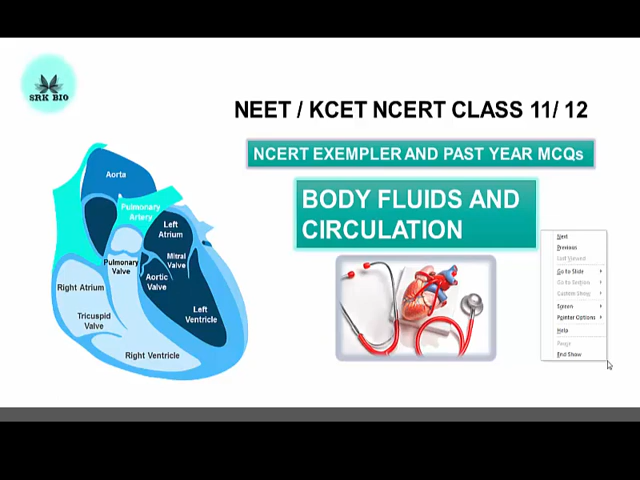 SRK BIO
NEET / KCET NCERT CLASS 11/ 12
NCERT EXEMPLER AND PAST YEAR MCQs
BODY FLUIDS AND
CIRCULATION
Aorta
Pulmonary
Artery
Left
Atrium
Mitral
Valve
Pulmonary
Valve
Aortic
Valve
Right Atrium
Left
Ventricle
Tricuspid
Valve
Right Ventricle
Next
Previous
Last Viewed
Go to Slide
Go to Section
Custom Show
Screen
Pointer Options
Help
Pause
End Show